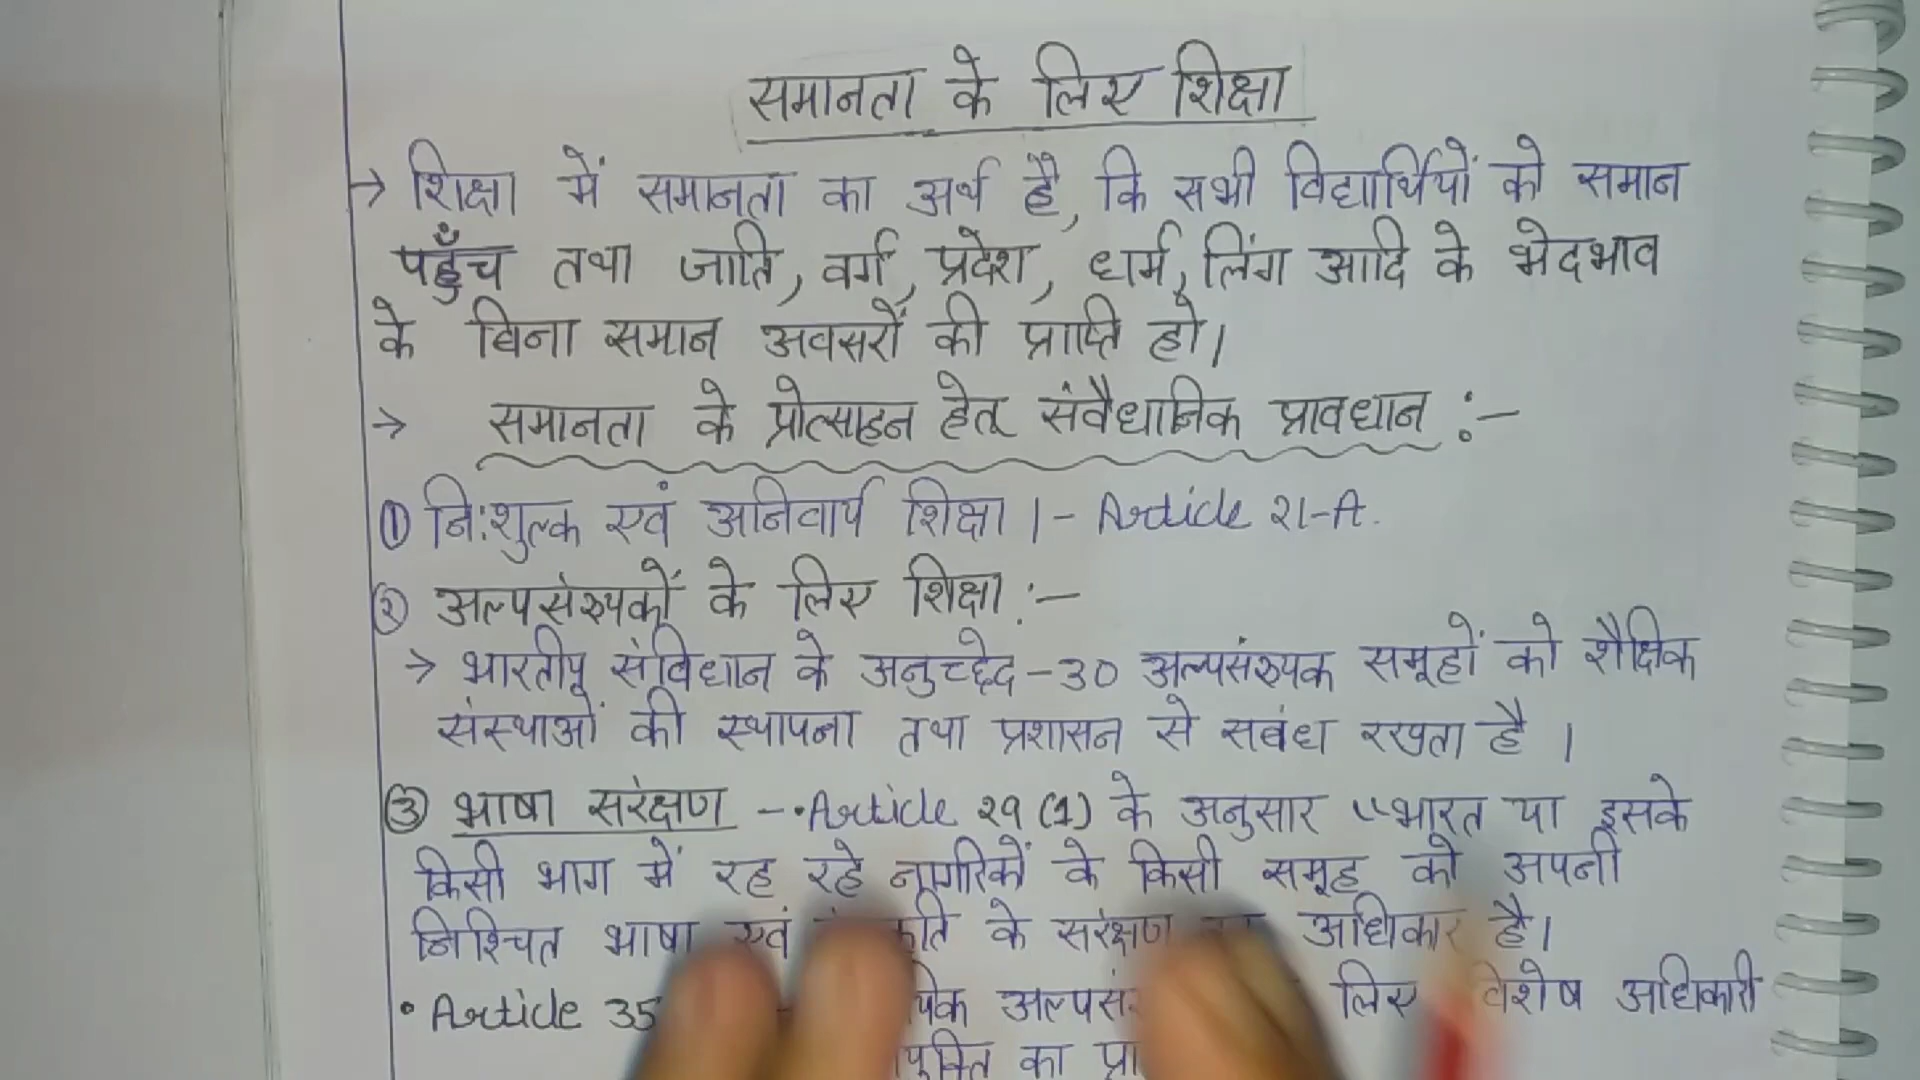 समानता के लिए शिक्षा
→ शिक्षा में समानता का अर्थ है, कि सभी विद्यार्थियों को समान
पहुँच तथा जाति, वर्ग, प्रदेश, धर्म, लिंग आदि के भेदभाव
के बिना समान अवसरों की प्राप्ति हो।
→ समानता के प्रोत्साहन हेतु संवैधानिक प्रावधान :-
① नि:शुल्क एवं अनिवार्य शिक्षा। - Article 21-A.
② अल्पसंख्यकों के लिए शिक्षा :-
→ भारतीय संविधान के अनुच्छेद-30 अल्पसंख्यक समूहों को शैक्षिक
संस्थाओं की स्थापना तथा प्रशासन से सबंध रखता है।
③ भाषा सरंक्षण - • Article 29 (1) के अनुसार "भारत या इसके
किसी भाग में रह रहे नागरिकों के किसी समूह को अपनी
निश्चित भाषा एवं के सरंक्षण अधिकार है।
• Article 35 लिए विशेष अधिकारी
का